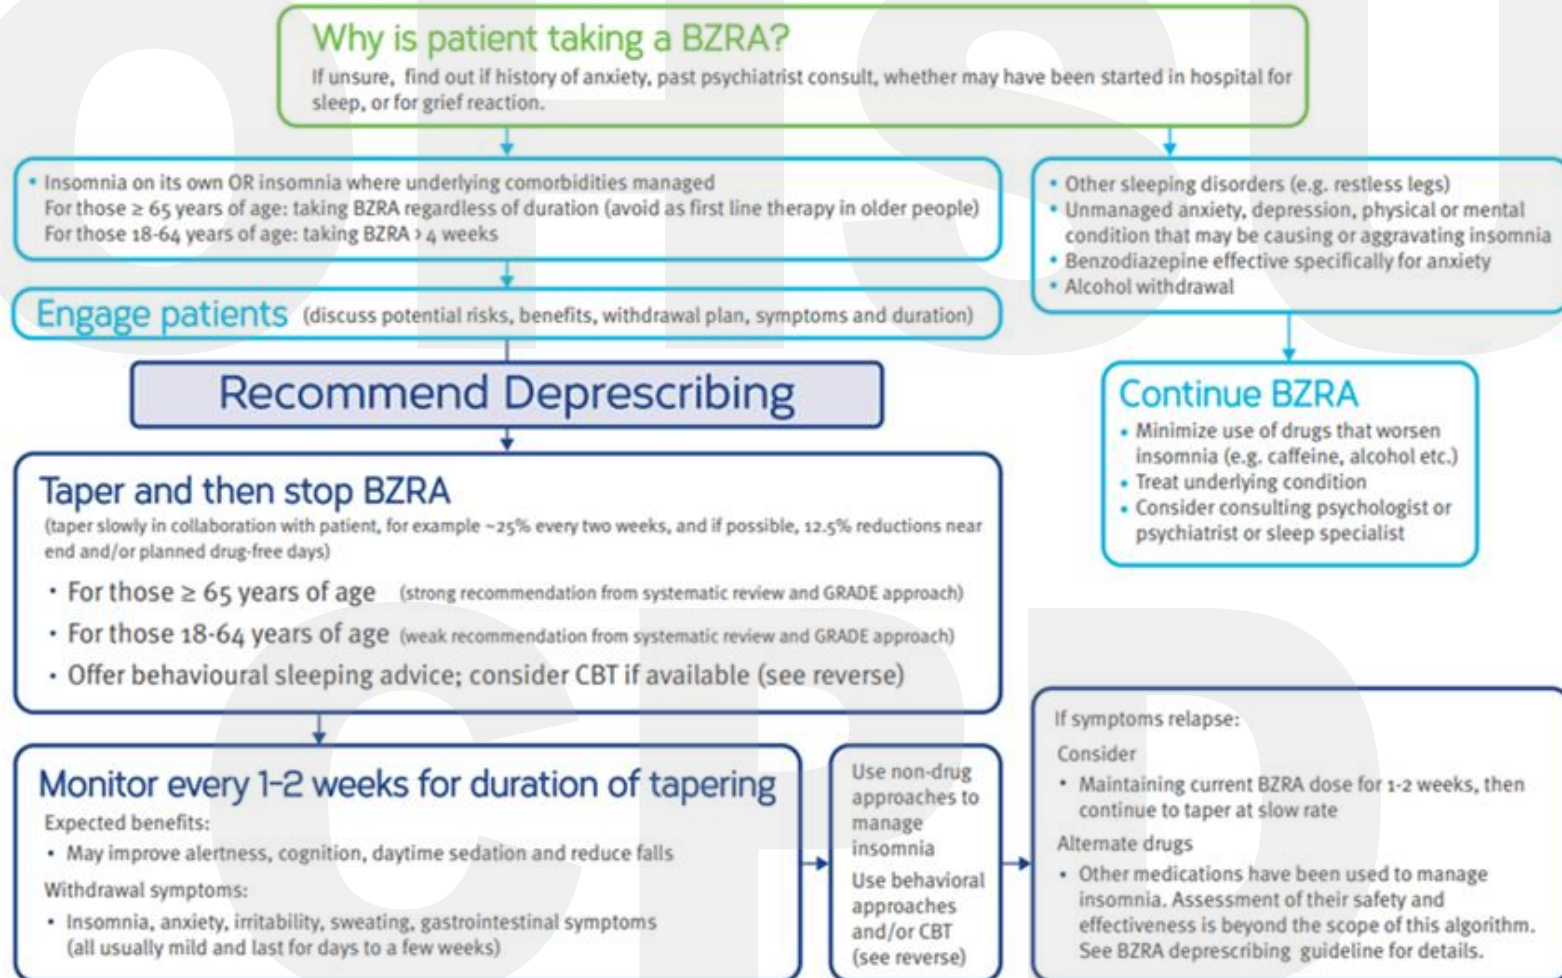 Why is patient taking a BZRA?
If unsure, find out if history of anxiety, past psychiatrist consult, whether may have been started in hospital for
sleep, or for grief reaction.
• Insomnia on its own OR insomnia where underlying comorbidities managed
For those ≥ 65 years of age: taking BZRA regardless of duration (avoid as first line therapy in older people)
For those 18-64 years of age: taking BZRA > 4 weeks
• Other sleeping disorders (e.g. restless legs)
• Unmanaged anxiety, depression, physical or mental
condition that may be causing or aggravating insomnia
• Benzodiazepine effective specifically for anxiety
• Alcohol withdrawal
Engage patients (discuss potential risks, benefits, withdrawal plan, symptoms and duration)
Recommend Deprescribing
Continue BZRA
• Minimize use of drugs that worsen
insomnia (e.g. caffeine, alcohol etc.)
• Treat underlying condition
• Consider consulting psychologist or
psychiatrist or sleep specialist
Taper and then stop BZRA
(taper slowly in collaboration with patient, for example ~25% every two weeks, and if possible, 12.5% reductions near
end and/or planned drug-free days)
• For those ≥ 65 years of age (strong recommendation from systematic review and GRADE approach)
• For those 18-64 years of age (weak recommendation from systematic review and GRADE approach)
• Offer behavioural sleeping advice; consider CBT if available (see reverse)
Monitor every 1-2 weeks for duration of tapering
Expected benefits:
• May improve alertness, cognition, daytime sedation and reduce falls
Withdrawal symptoms:
• Insomnia, anxiety, irritability, sweating, gastrointestinal symptoms
(all usually mild and last for days to a few weeks)
Use non-drug
approaches to
manage
insomnia
Use behavioral
approaches
and/or CBT
(see reverse)
If symptoms relapse:
Consider
• Maintaining current BZRA dose for 1-2 weeks, then
continue to taper at slow rate
Alternate drugs
• Other medications have been used to manage
insomnia. Assessment of their safety and
effectiveness is beyond the scope of this algorithm.
See BZRA deprescribing guideline for details.
OHSU
CPD